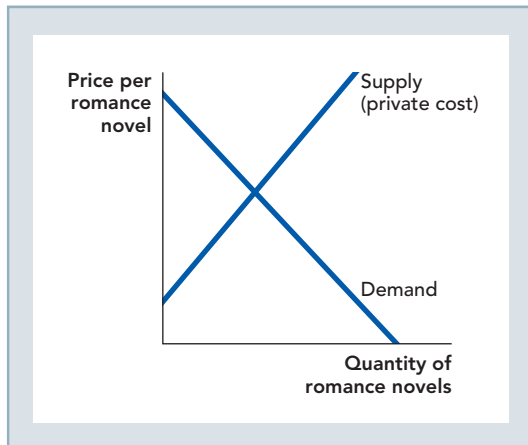 Price per
romance
novel
Supply
(private cost)
Demand
Quantity of
romance novels